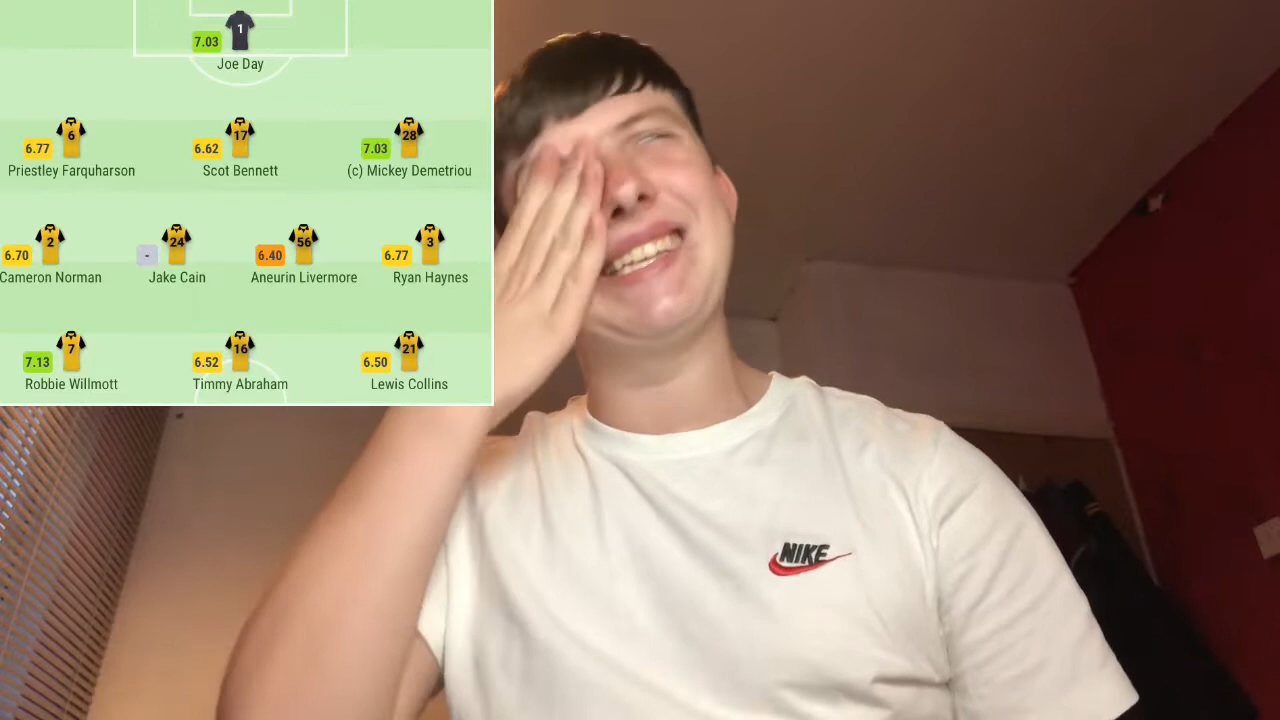 1
7.03
Joe Day
6 17 28
6.77 6.62 7.03
Priestley Farquharson Scot Bennett (c) Mickey Demetriou
2 24 56 3
6.70 - 6.40 6.77
Cameron Norman Jake Cain Aneurin Livermore Ryan Haynes
7 16 21
7.13 6.52 6.50
Robbie Willmott Timmy Abraham Lewis Collins
NIKE